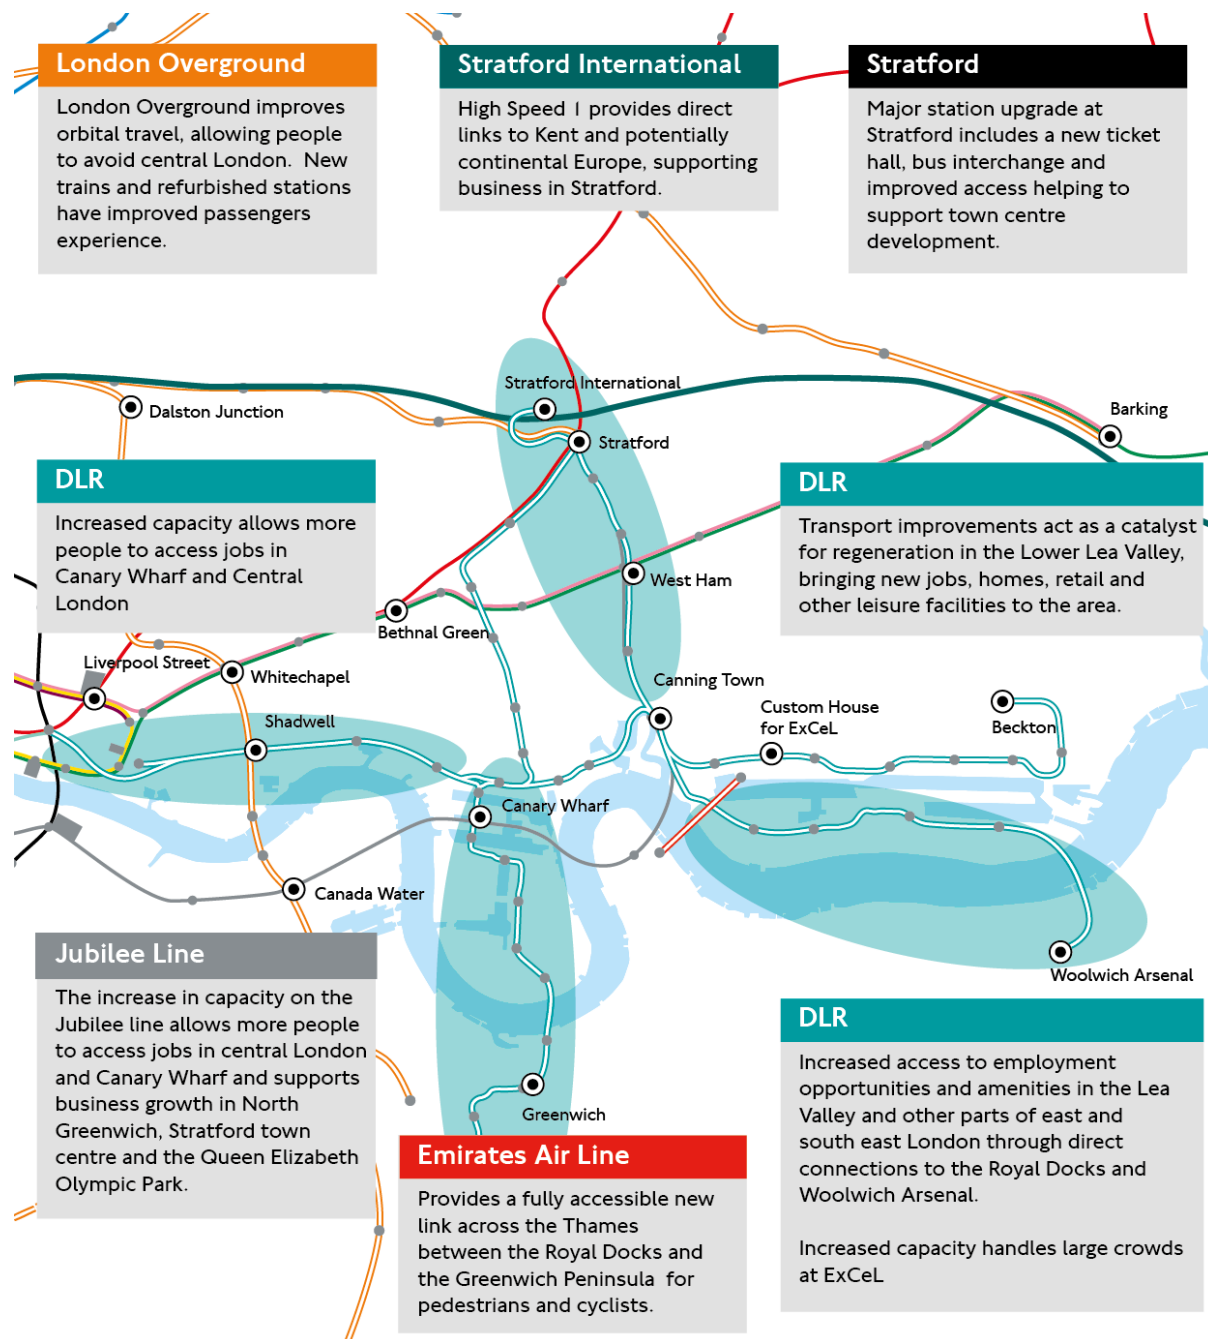 London Overground
London Overground improves
orbital travel, allowing people
to avoid central London.  New
trains and refurbished stations
have improved passengers
experience.
Stratford International
High Speed 1 provides direct
links to Kent and potentially
continental Europe, supporting
business in Stratford.
Stratford
Major station upgrade at
Stratford includes a new ticket
hall, bus interchange and
improved access helping to
support town centre
development.
Stratford International
Dalston Junction
Stratford
Barking
DLR
Increased capacity allows more
people to access jobs in
Canary Wharf and Central
London
DLR
Transport improvements act as a catalyst
for regeneration in the Lower Lea Valley,
bringing new jobs, homes, retail and
other leisure facilities to the area.
West Ham
Bethnal Green
Liverpool Street
Whitechapel
Canning Town
Shadwell
Custom House
for ExCeL
Beckton
Canary Wharf
Canada Water
Woolwich Arsenal
Jubilee Line
The increase in capacity on the
Jubilee line allows more people
to access jobs in central London
and Canary Wharf and supports
business growth in North
Greenwich, Stratford town
centre and the Queen Elizabeth
Olympic Park.
Greenwich
DLR
Increased access to employment
opportunities and amenities in the Lea
Valley and other parts of east and
south east London through direct
connections to the Royal Docks and
Woolwich Arsenal.
Increased capacity handles large crowds
at ExCeL
Emirates Air Line
Provides a fully accessible new
link across the Thames
between the Royal Docks and
the Greenwich Peninsula  for
pedestrians and cyclists.